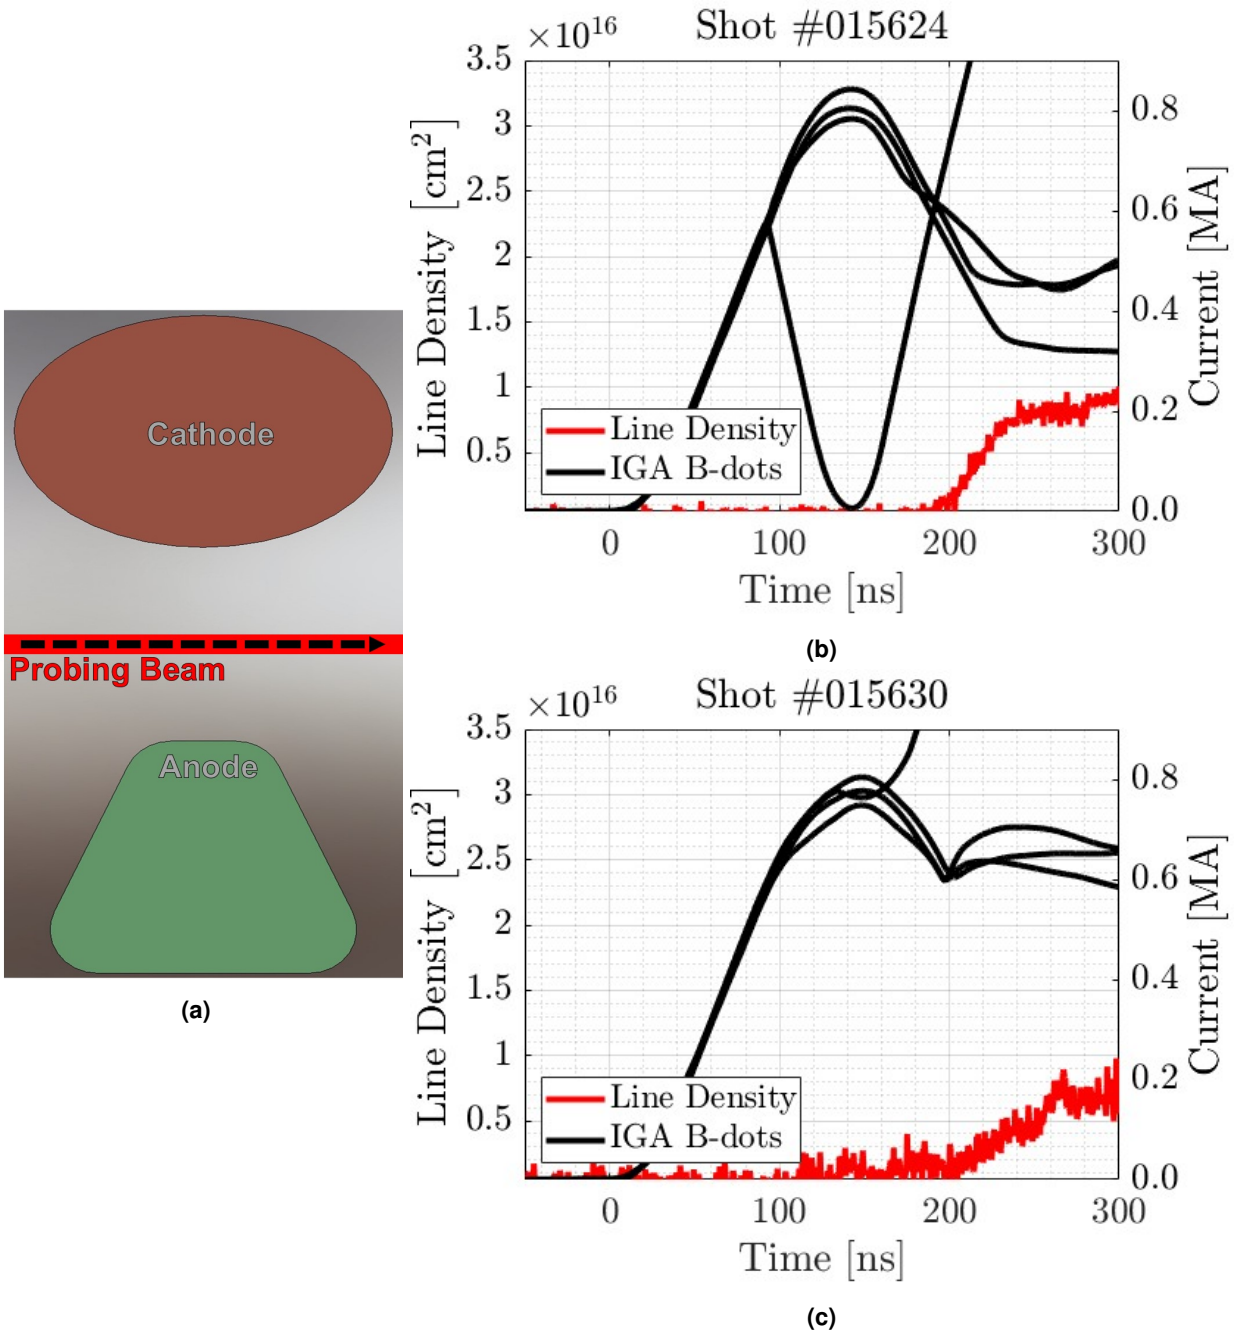 Cathode
Probing Beam
Anode
(a)
×10^16
Shot #015624
3.5
3
2.5
2
1.5
1
0.5
Line Density [cm²]
0.8
0.6
0.4
0.2
0.0
Current [MA]
Line Density
IGA B-dots
0 100 200 300
Time [ns]
(b)
×10^16
Shot #015630
3.5
3
2.5
2
1.5
1
0.5
Line Density [cm²]
0.8
0.6
0.4
0.2
0.0
Current [MA]
Line Density
IGA B-dots
0 100 200 300
Time [ns]
(c)